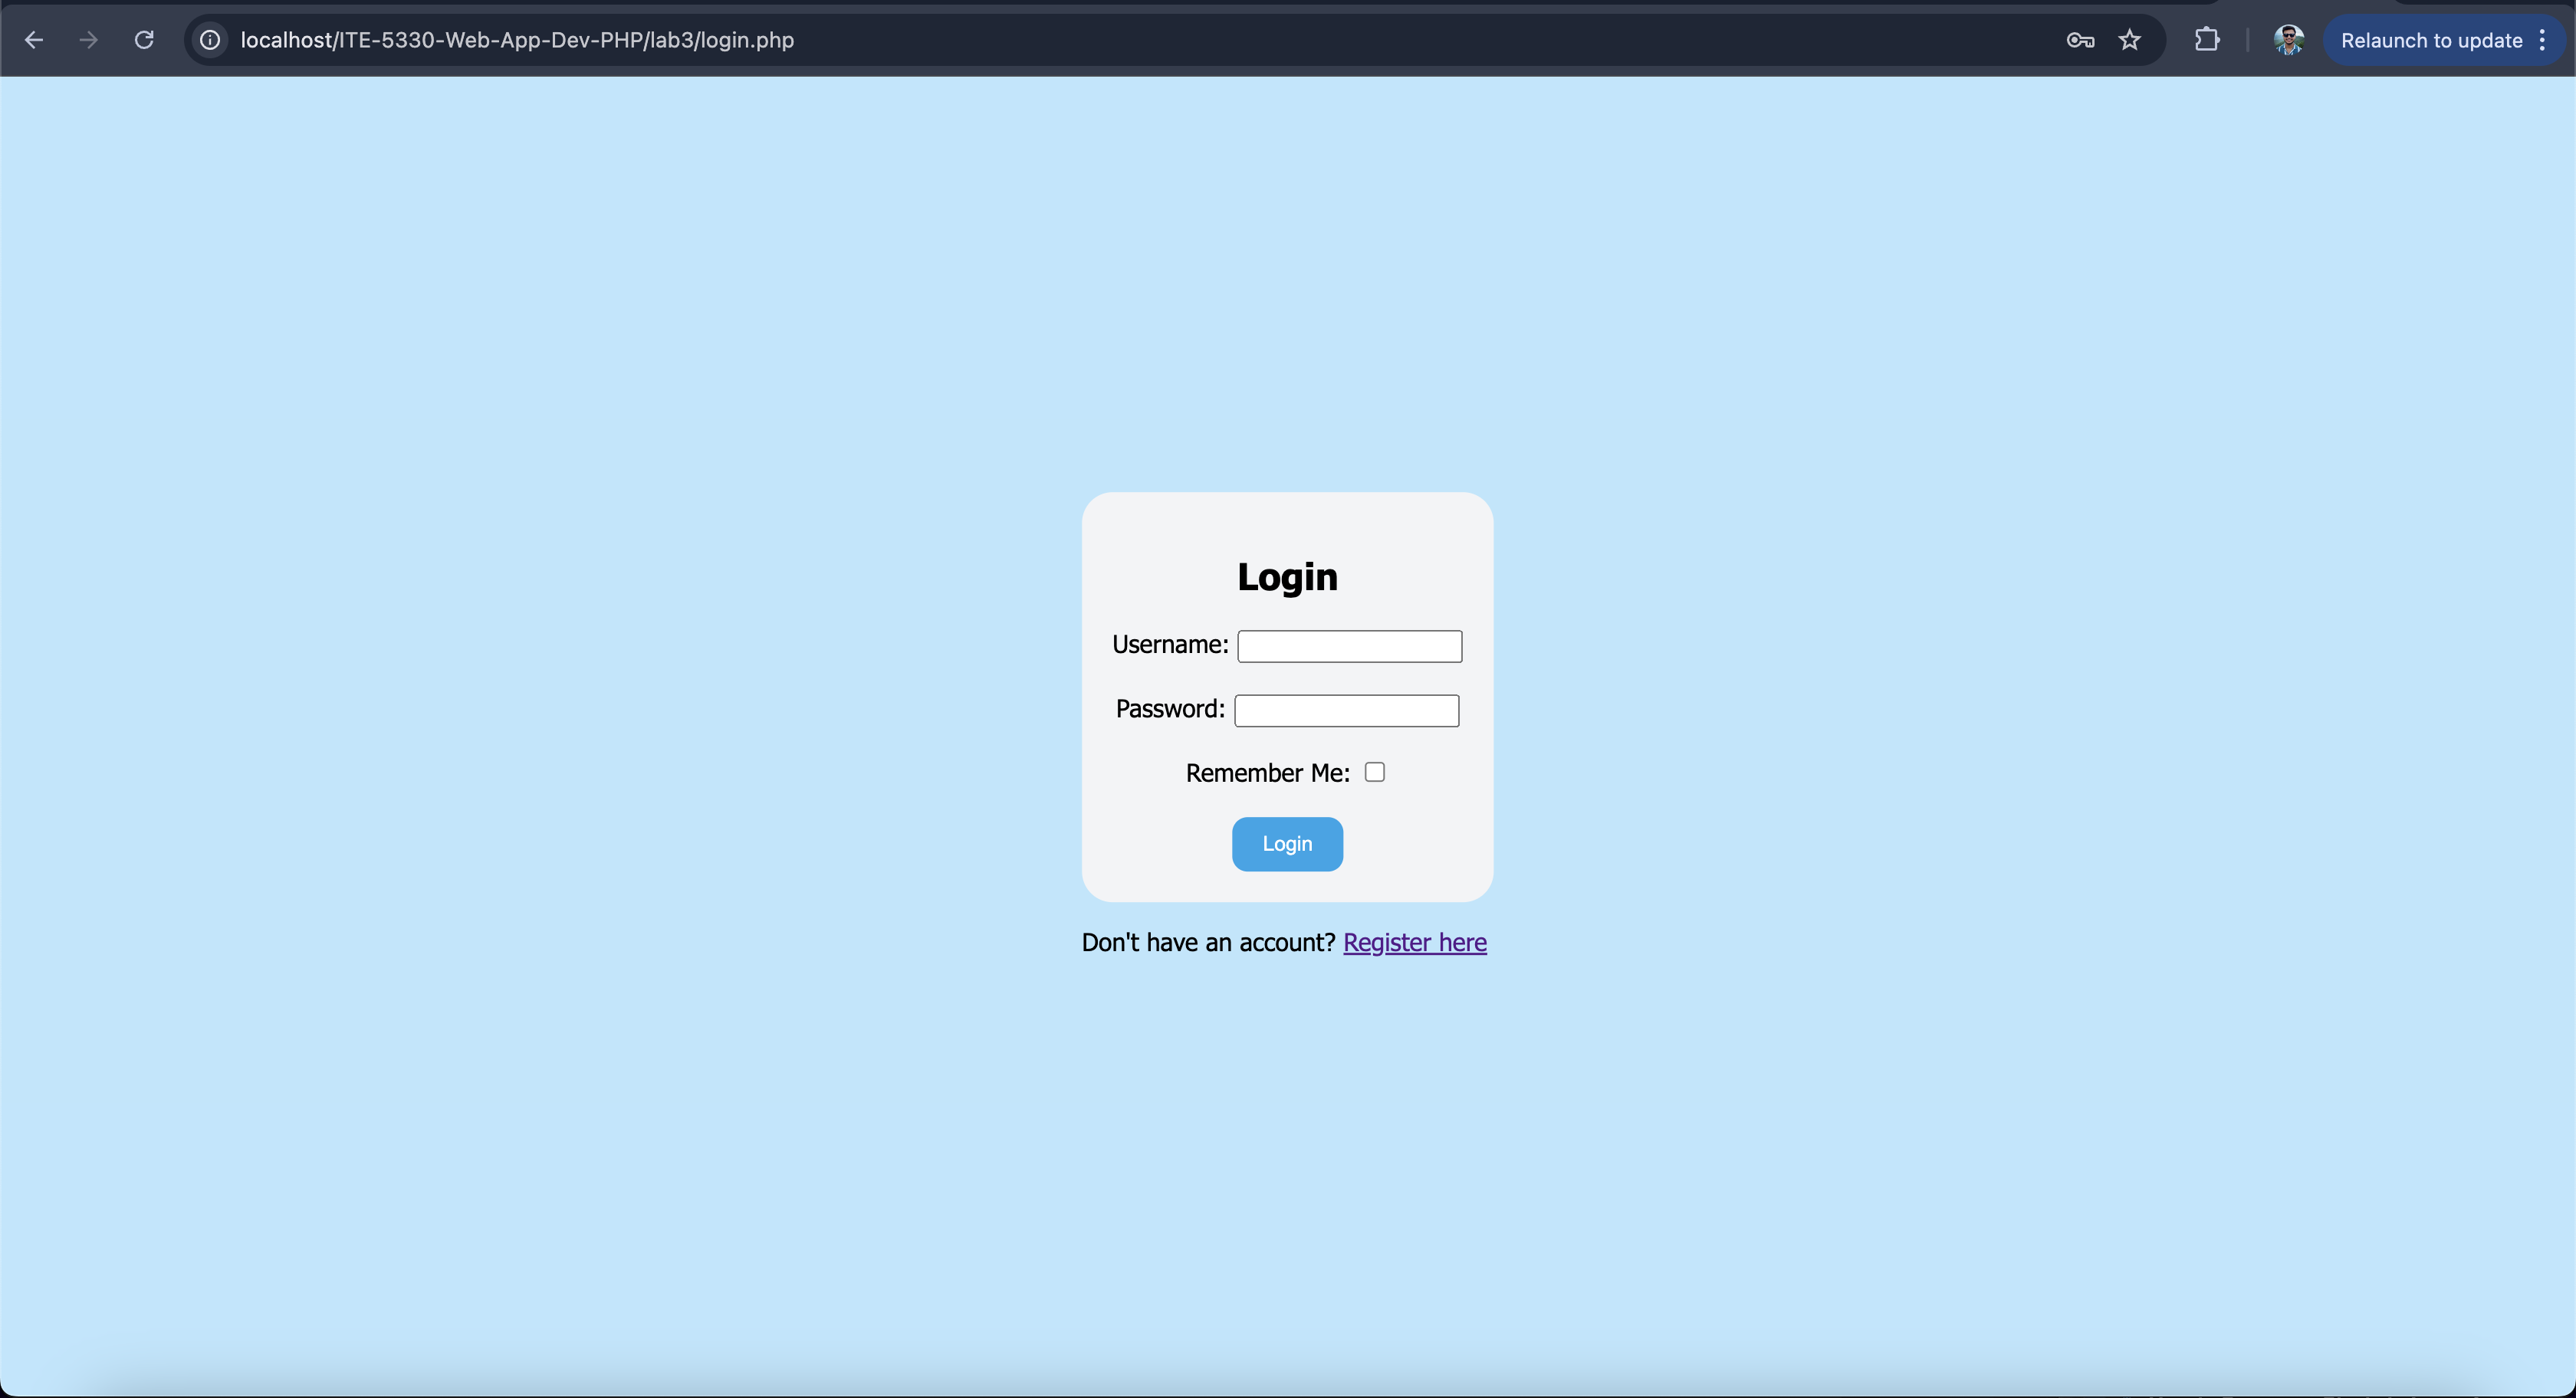 localhost/ITE-5330-Web-App-Dev-PHP/lab3/login.php
Relaunch to update
Login
Username:
Password:
Remember Me:
Login
Don't have an account? Register here